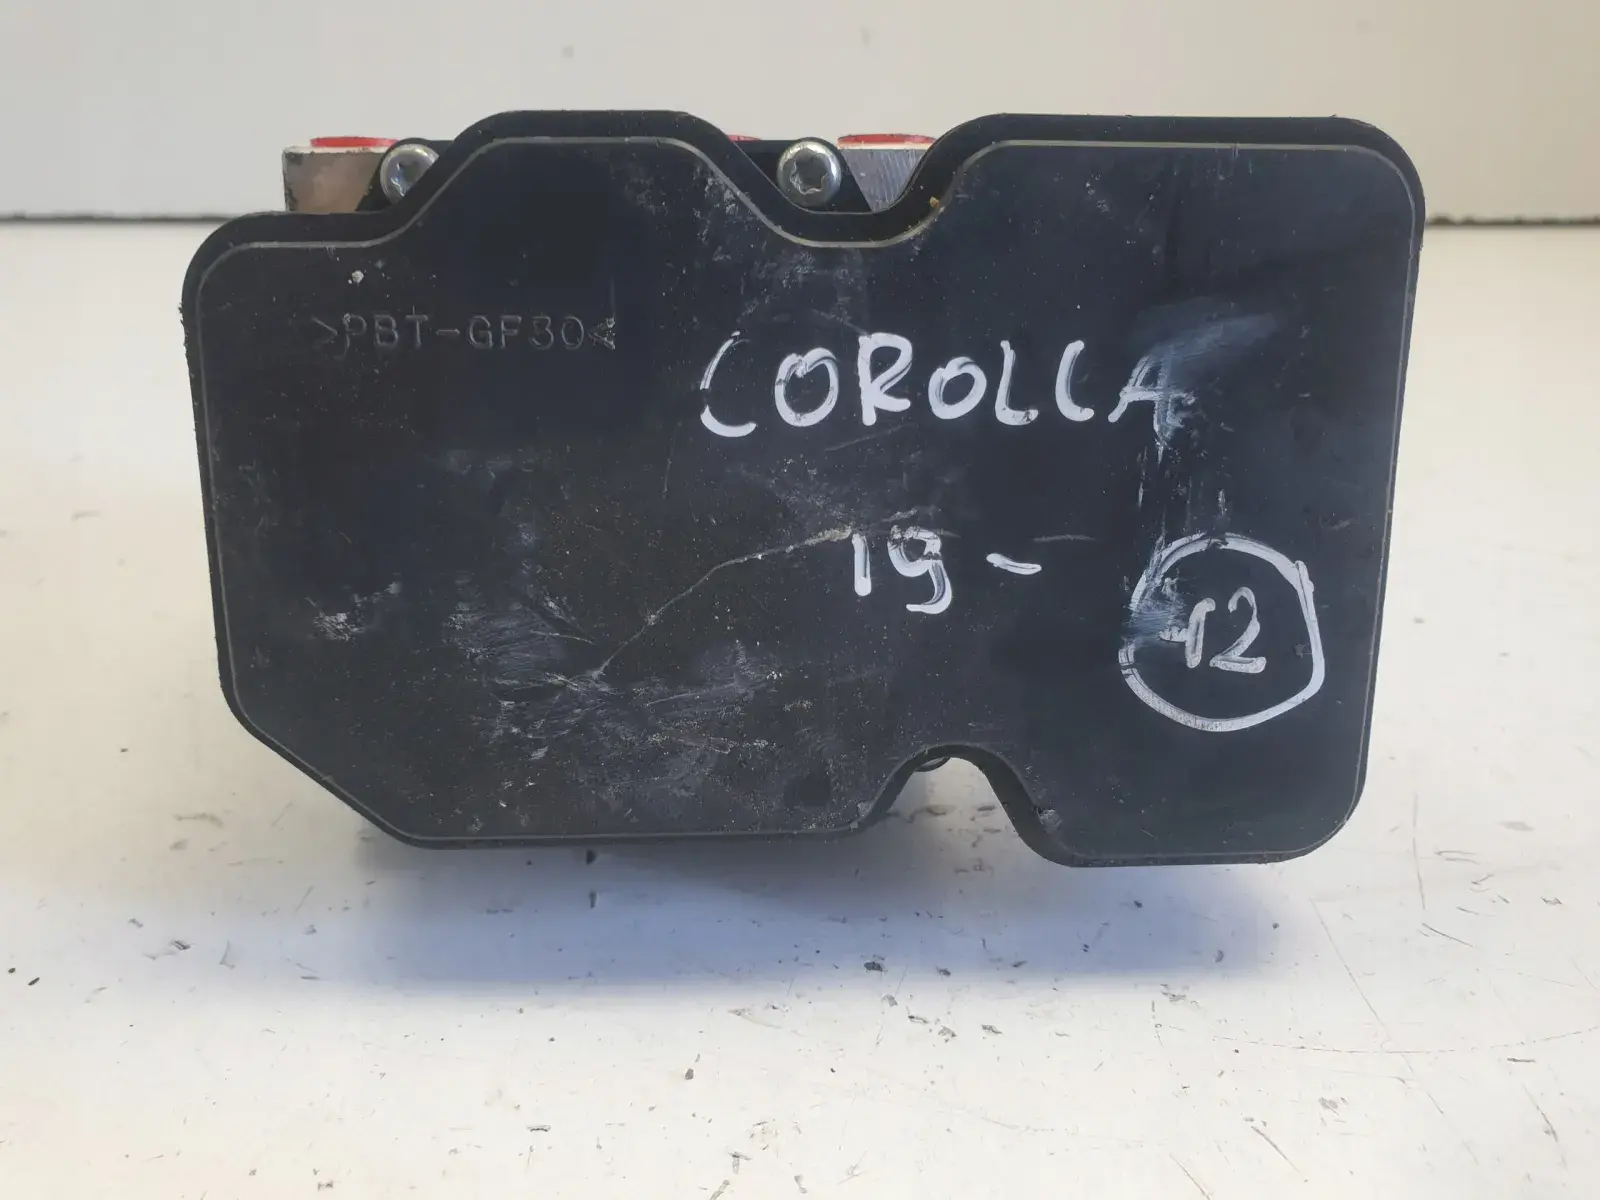 >PBT-GF30<
COROLLA
19-
12